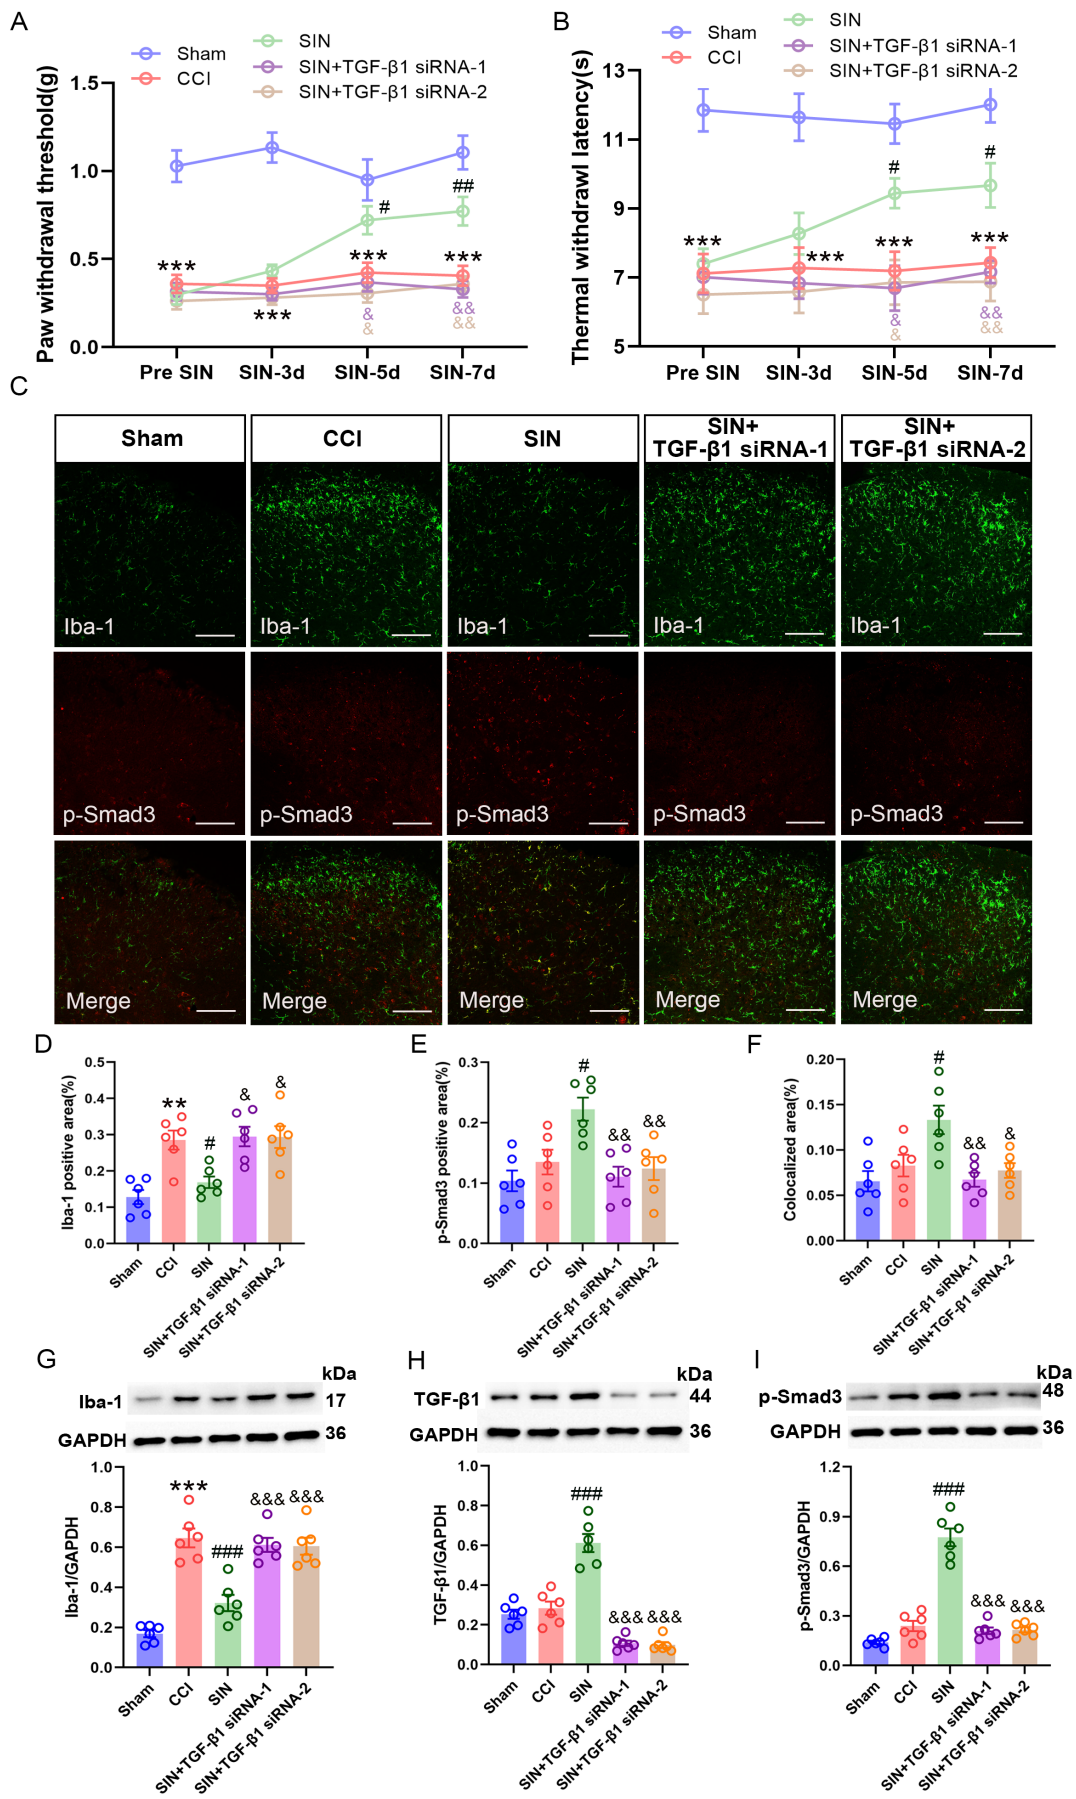 A
Sham
CCI
SIN
SIN+TGF-β1 siRNA-1
SIN+TGF-β1 siRNA-2
Paw withdrawal threshold(g)
1.5
1.0
0.5
0.0
##
#
***
***
***
***
&
&
&&
&&
Pre SIN
SIN-3d
SIN-5d
SIN-7d
B
Sham
CCI
SIN
SIN+TGF-β1 siRNA-1
SIN+TGF-β1 siRNA-2
Thermal withdrawl latency(s)
13
11
9
7
5
#
#
***
***
***
***
&
&
&&
&&
Pre SIN
SIN-3d
SIN-5d
SIN-7d
C
Sham
CCI
SIN
SIN+
TGF-β1 siRNA-1
SIN+
TGF-β1 siRNA-2
Iba-1
Iba-1
Iba-1
Iba-1
Iba-1
p-Smad3
p-Smad3
p-Smad3
p-Smad3
p-Smad3
Merge
Merge
Merge
Merge
Merge
D
Iba-1 positive area(%)
0.5
0.4
0.3
0.2
0.1
0.0
**
#
&
&
Sham
CCI
SIN
SIN+TGF-β1 siRNA-1
SIN+TGF-β1 siRNA-2
E
p-Smad3 positive area(%)
0.3
0.2
0.1
0.0
#
&&
&&
Sham
CCI
SIN
SIN+TGF-β1 siRNA-1
SIN+TGF-β1 siRNA-2
F
Colocalized area(%)
0.20
0.15
0.10
0.05
0.00
#
&&
&
Sham
CCI
SIN
SIN+TGF-β1 siRNA-1
SIN+TGF-β1 siRNA-2
G
kDa
Iba-1
17
GAPDH
36
Iba-1/GAPDH
1.0
0.8
0.6
0.4
0.2
0.0
***
###
&&&
&&&
Sham
CCI
SIN
SIN+TGF-β1 siRNA-1
SIN+TGF-β1 siRNA-2
H
kDa
TGF-β1
44
GAPDH
36
TGF-β1/GAPDH
1.0
0.8
0.6
0.4
0.2
0.0
###
&&&
&&&
Sham
CCI
SIN
SIN+TGF-β1 siRNA-1
SIN+TGF-β1 siRNA-2
I
kDa
p-Smad3
48
GAPDH
36
p-Smad3/GAPDH
1.2
0.9
0.6
0.3
0.0
###
&&&
&&&
Sham
CCI
SIN
SIN+TGF-β1 siRNA-1
SIN+TGF-β1 siRNA-2